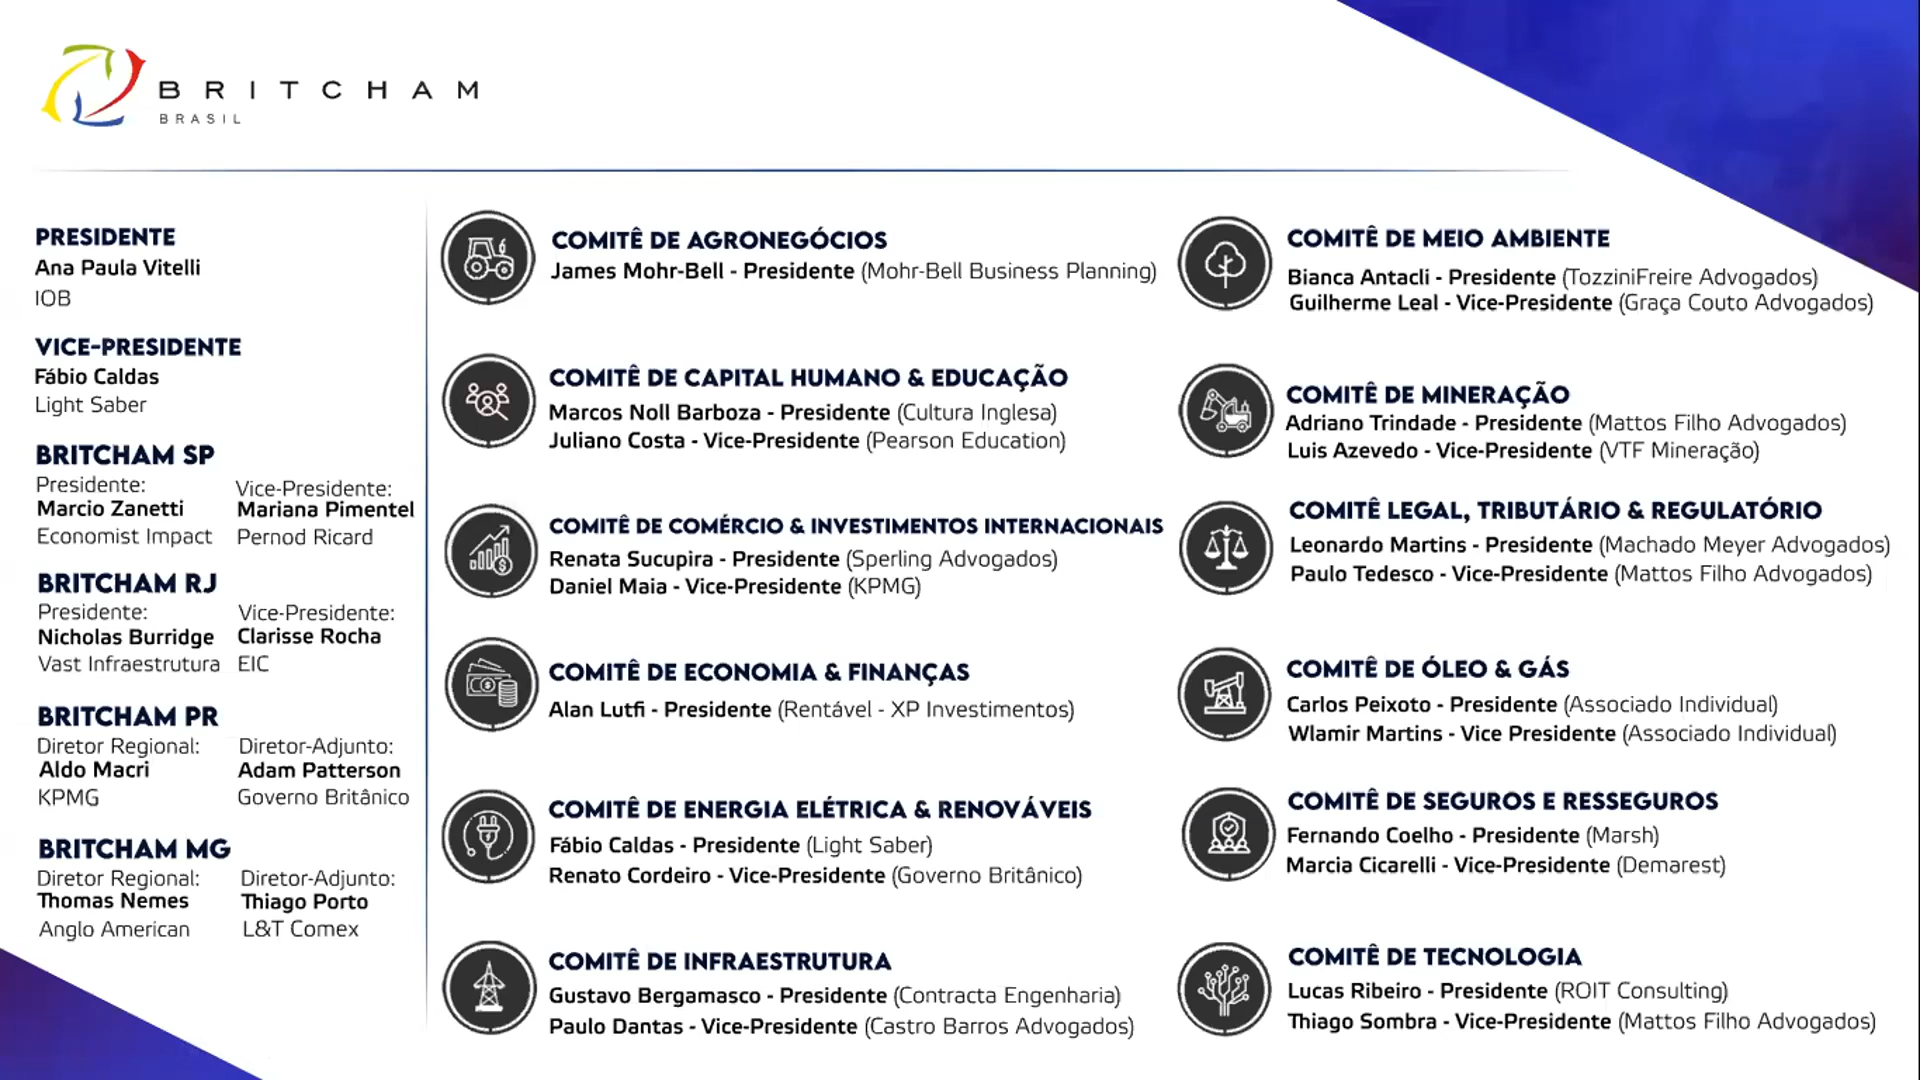 BRITCHAM
BRASIL
PRESIDENTE
Ana Paula Vitelli
IOB
VICE-PRESIDENTE
Fábio Caldas
Light Saber
BRITCHAM SP
Presidente:
Marcio Zanetti
Economist Impact
Vice-Presidente:
Mariana Pimentel
Pernod Ricard
BRITCHAM RJ
Presidente:
Nicholas Burridge
Vast Infraestrutura
Vice-Presidente:
Clarisse Rocha
EIC
BRITCHAM PR
Diretor Regional:
Aldo Macri
KPMG
Diretor-Adjunto:
Adam Patterson
Governo Britânico
BRITCHAM MG
Diretor Regional:
Thomas Nemes
Anglo American
Diretor-Adjunto:
Thiago Porto
L&T Comex
COMITÊ DE AGRONEGÓCIOS
James Mohr-Bell - Presidente (Mohr-Bell Business Planning)
COMITÊ DE CAPITAL HUMANO & EDUCAÇÃO
Marcos Noll Barboza - Presidente (Cultura Inglesa)
Juliano Costa - Vice-Presidente (Pearson Education)
COMITÊ DE COMÉRCIO & INVESTIMENTOS INTERNACIONAIS
Renata Sucupira - Presidente (Sperling Advogados)
Daniel Maia - Vice-Presidente (KPMG)
COMITÊ DE ECONOMIA & FINANÇAS
Alan Lutfi - Presidente (Rentável - XP Investimentos)
COMITÊ DE ENERGIA ELÉTRICA & RENOVÁVEIS
Fábio Caldas - Presidente (Light Saber)
Renato Cordeiro - Vice-Presidente (Governo Britânico)
COMITÊ DE INFRAESTRUTURA
Gustavo Bergamasco - Presidente (Contracta Engenharia)
Paulo Dantas - Vice-Presidente (Castro Barros Advogados)
COMITÊ DE MEIO AMBIENTE
Bianca Antacli - Presidente (TozziniFreire Advogados)
Guilherme Leal - Vice-Presidente (Graça Couto Advogados)
COMITÊ DE MINERAÇÃO
Adriano Trindade - Presidente (Mattos Filho Advogados)
Luis Azevedo - Vice-Presidente (VTF Mineração)
COMITÊ LEGAL, TRIBUTÁRIO & REGULATÓRIO
Leonardo Martins - Presidente (Machado Meyer Advogados)
Paulo Tedesco - Vice-Presidente (Mattos Filho Advogados)
COMITÊ DE ÓLEO & GÁS
Carlos Peixoto - Presidente (Associado Individual)
Wlamir Martins - Vice Presidente (Associado Individual)
COMITÊ DE SEGUROS E RESSEGUROS
Fernando Coelho - Presidente (Marsh)
Marcia Cicarelli - Vice-Presidente (Demarest)
COMITÊ DE TECNOLOGIA
Lucas Ribeiro - Presidente (ROIT Consulting)
Thiago Sombra - Vice-Presidente (Mattos Filho Advogados)